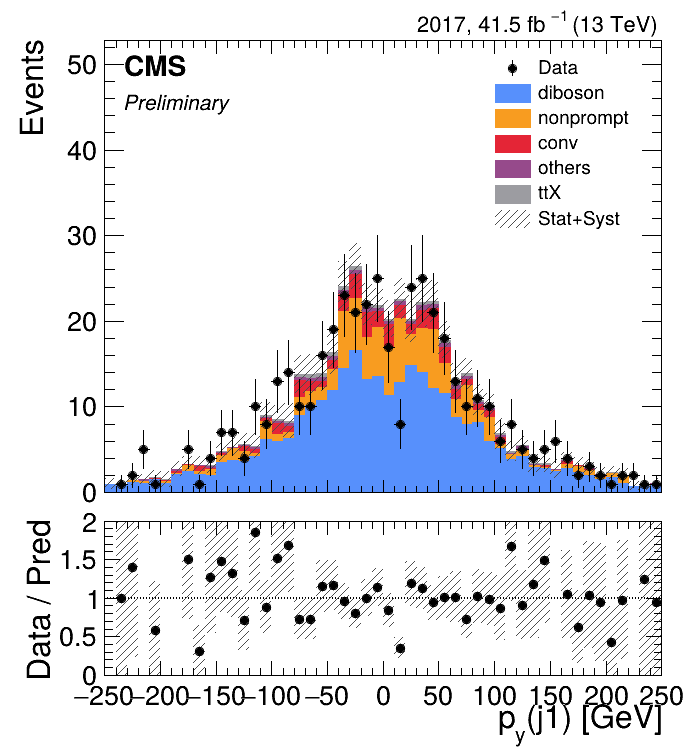 2017, 41.5 fb⁻¹ (13 TeV)
Events
50
40
30
20
10
0
CMS
Preliminary
Data
diboson
nonprompt
conv
others
ttX
Stat+Syst
Data / Pred
2
1.5
1
0.5
0
−250 −200 −150 −100 −50 0 50 100 150 200 250
p_y(j1) [GeV]